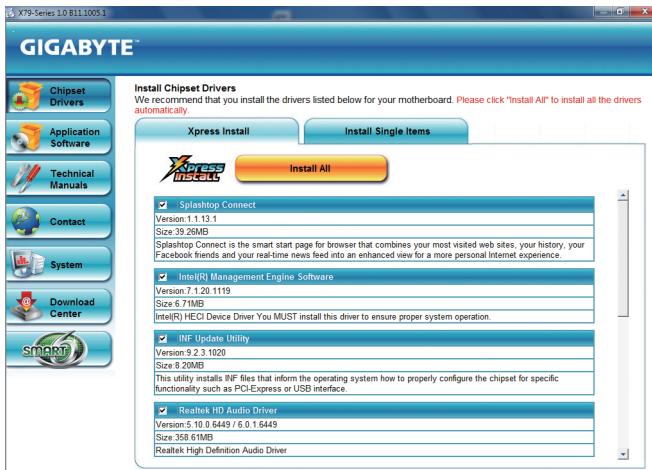 X79-Series 1.0 B11.1005.1
GIGABYTE™
Chipset
Drivers
Application
Software
Technical
Manuals
Contact
System
Download
Center
SMART6
Install Chipset Drivers
We recommend that you install the drivers listed below for your motherboard. Please click "Install All" to install all the drivers
automatically.
Xpress Install
Install Single Items
Xpress
Install
Install All
Splashtop Connect
Version:1.1.13.1
Size:39.26MB
Splashtop Connect is the smart start page for browser that combines your most visited web sites, your history, your
Facebook friends and your real-time news feed into an enhanced view for a more personal Internet experience.
Intel(R) Management Engine Software
Version:7.1.20.1119
Size:6.71MB
Intel(R) HECI Device Driver You MUST install this driver to ensure proper system operation.
INF Update Utility
Version:9.2.3.1020
Size:8.20MB
This utility installs INF files that inform the operating system how to properly configure the chipset for specific
functionality such as PCI-Express or USB interface.
Realtek HD Audio Driver
Version:5.10.0.6449 / 6.0.1.6449
Size:358.61MB
Realtek High Definition Audio Driver